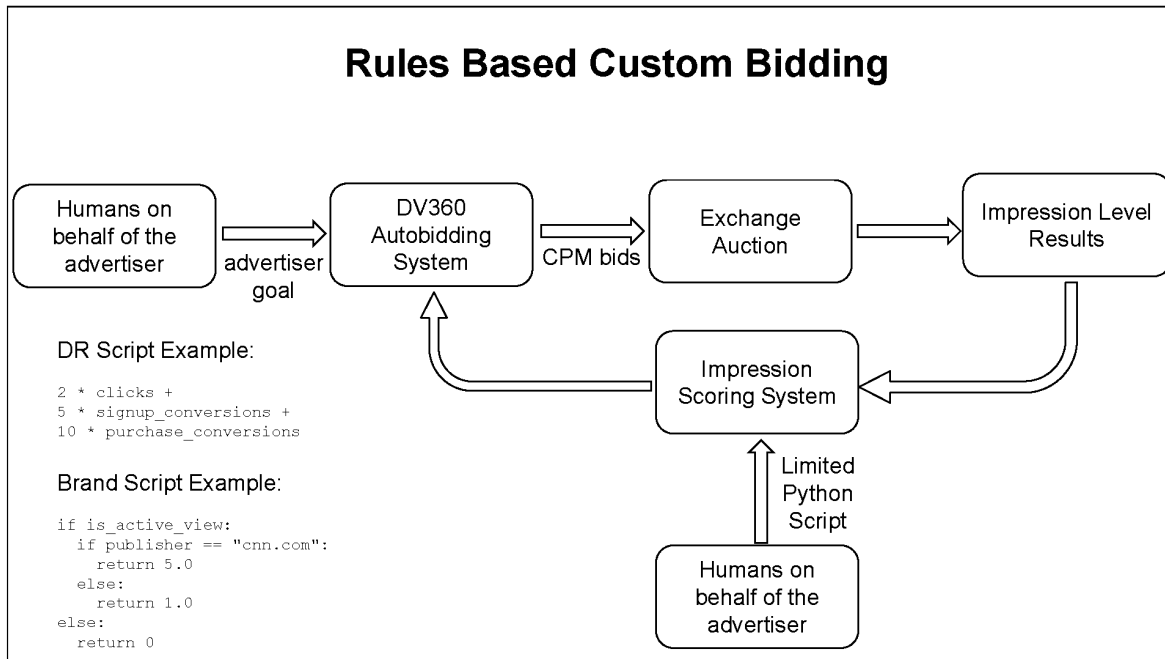 Rules Based Custom Bidding
Humans on
behalf of the
advertiser
advertiser
goal
DV360
Autobidding
System
CPM bids
Exchange
Auction
Impression Level
Results
Impression
Scoring System
Limited
Python
Script
Humans on
behalf of the
advertiser
DR Script Example:
2 * clicks +
5 * signup_conversions +
10 * purchase_conversions
Brand Script Example:
if is_active_view:
  if publisher == "cnn.com":
    return 5.0
  else:
    return 1.0
else:
  return 0